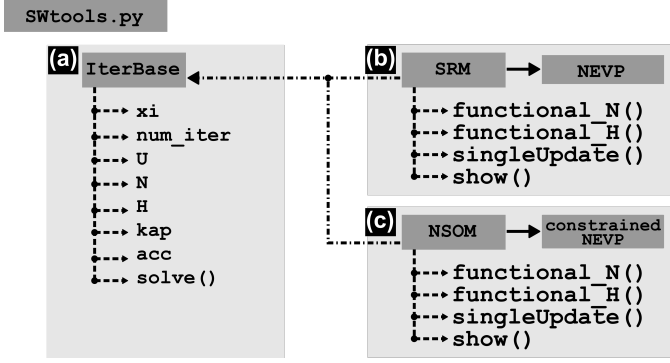 SWtools.py
(a)
IterBase
xi
num_iter
U
N
H
kap
acc
solve()
(b)
SRM
NEVP
functional_N()
functional_H()
singleUpdate()
show()
(c)
NSOM
constrained
NEVP
functional_N()
functional_H()
singleUpdate()
show()